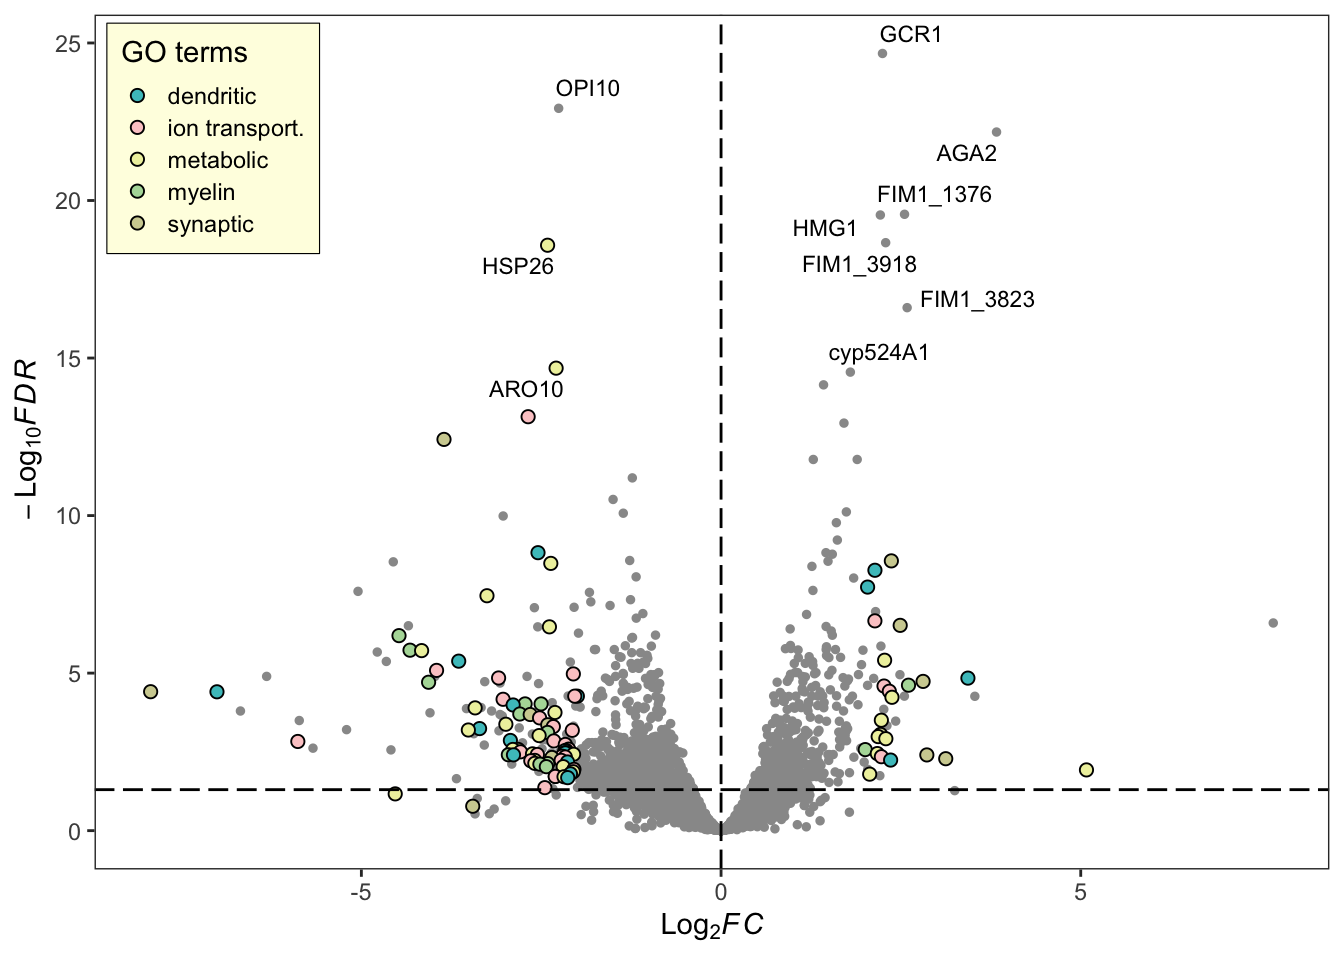 GO terms
dendritic
ion transport.
metabolic
myelin
synaptic
GCR1
OPI10
AGA2
FIM1_1376
HMG1
HSP26
FIM1_3918
FIM1_3823
cyp524A1
ARO10
25
20
15
10
5
0
− Log10FDR
-5
0
5
Log2FC